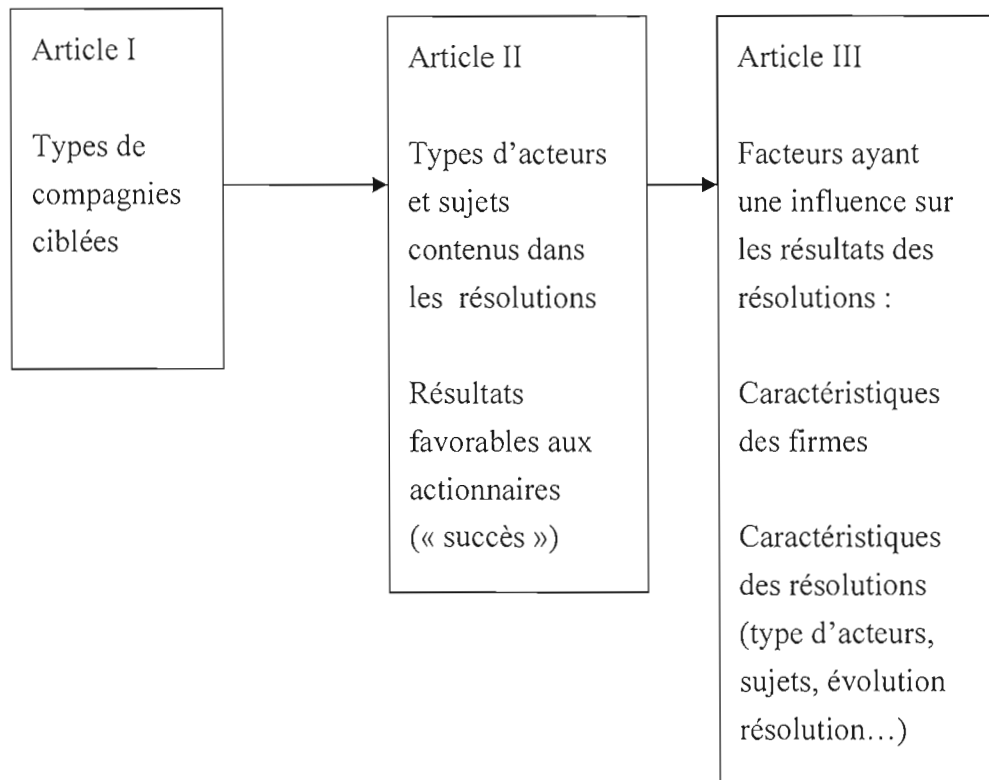 Article I
Types de
compagnies
ciblées
Article II
Types d'acteurs
et sujets
contenus dans
les résolutions
Résultats
favorables aux
actionnaires
(« succès »)
Article III
Facteurs ayant
une influence sur
les résultats des
résolutions :
Caractéristiques
des firmes
Caractéristiques
des résolutions
(type d'acteurs,
sujets, évolution
résolution…)